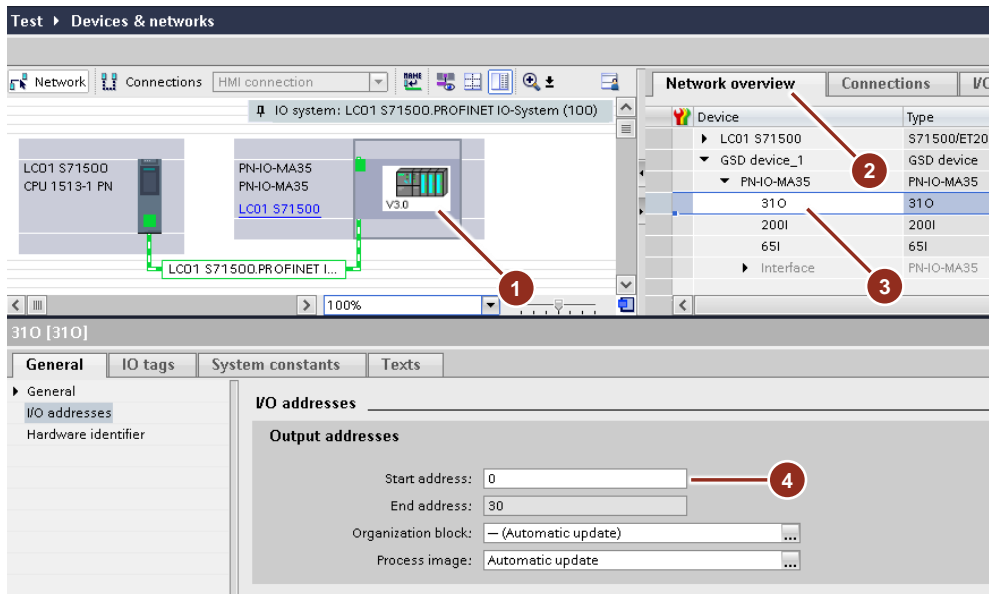 Test ▸ Devices & networks
Network Connections HMI connection NAME ±
IO system: LC01 S71500.PROFINET IO-System (100)
LC01 S71500
CPU 1513-1 PN
PN-IO-MA35
PN-IO-MA35
LC01 S71500
V3.0
LC01 S71500.PROFINET I...
1
100%
Network overview Connections I/O
Device Type
LC01 S71500 S71500/ET20
GSD device_1 GSD device
2
PN-IO-MA35 PN-IO-MA35
31O 31O
200I 200I
65I 65I
3
Interface PN-IO-MA35
31O [31O]
General IO tags System constants Texts
General
I/O addresses
Hardware identifier
I/O addresses
Output addresses
Start address: 0
4
End address: 30
Organization block: — (Automatic update) ...
Process image: Automatic update ...